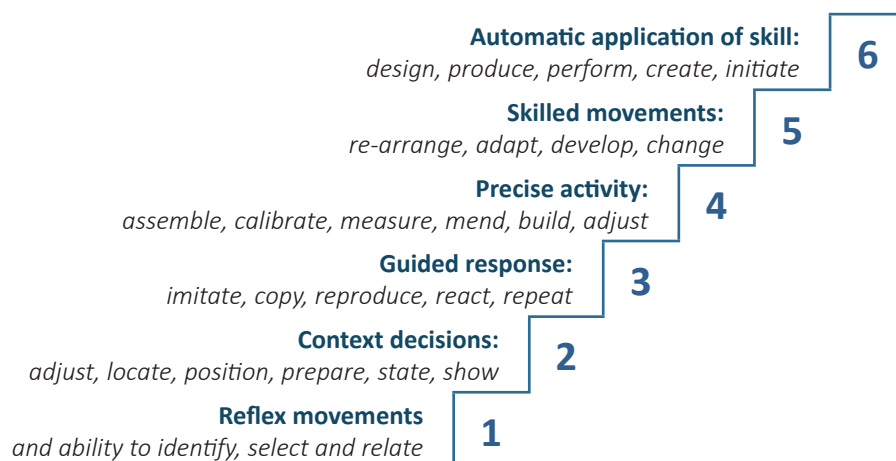 Automatic application of skill:
design, produce, perform, create, initiate
6
Skilled movements:
re-arrange, adapt, develop, change
5
Precise activity:
assemble, calibrate, measure, mend, build, adjust
4
Guided response:
imitate, copy, reproduce, react, repeat
3
Context decisions:
adjust, locate, position, prepare, state, show
2
Reflex movements
and ability to identify, select and relate
1